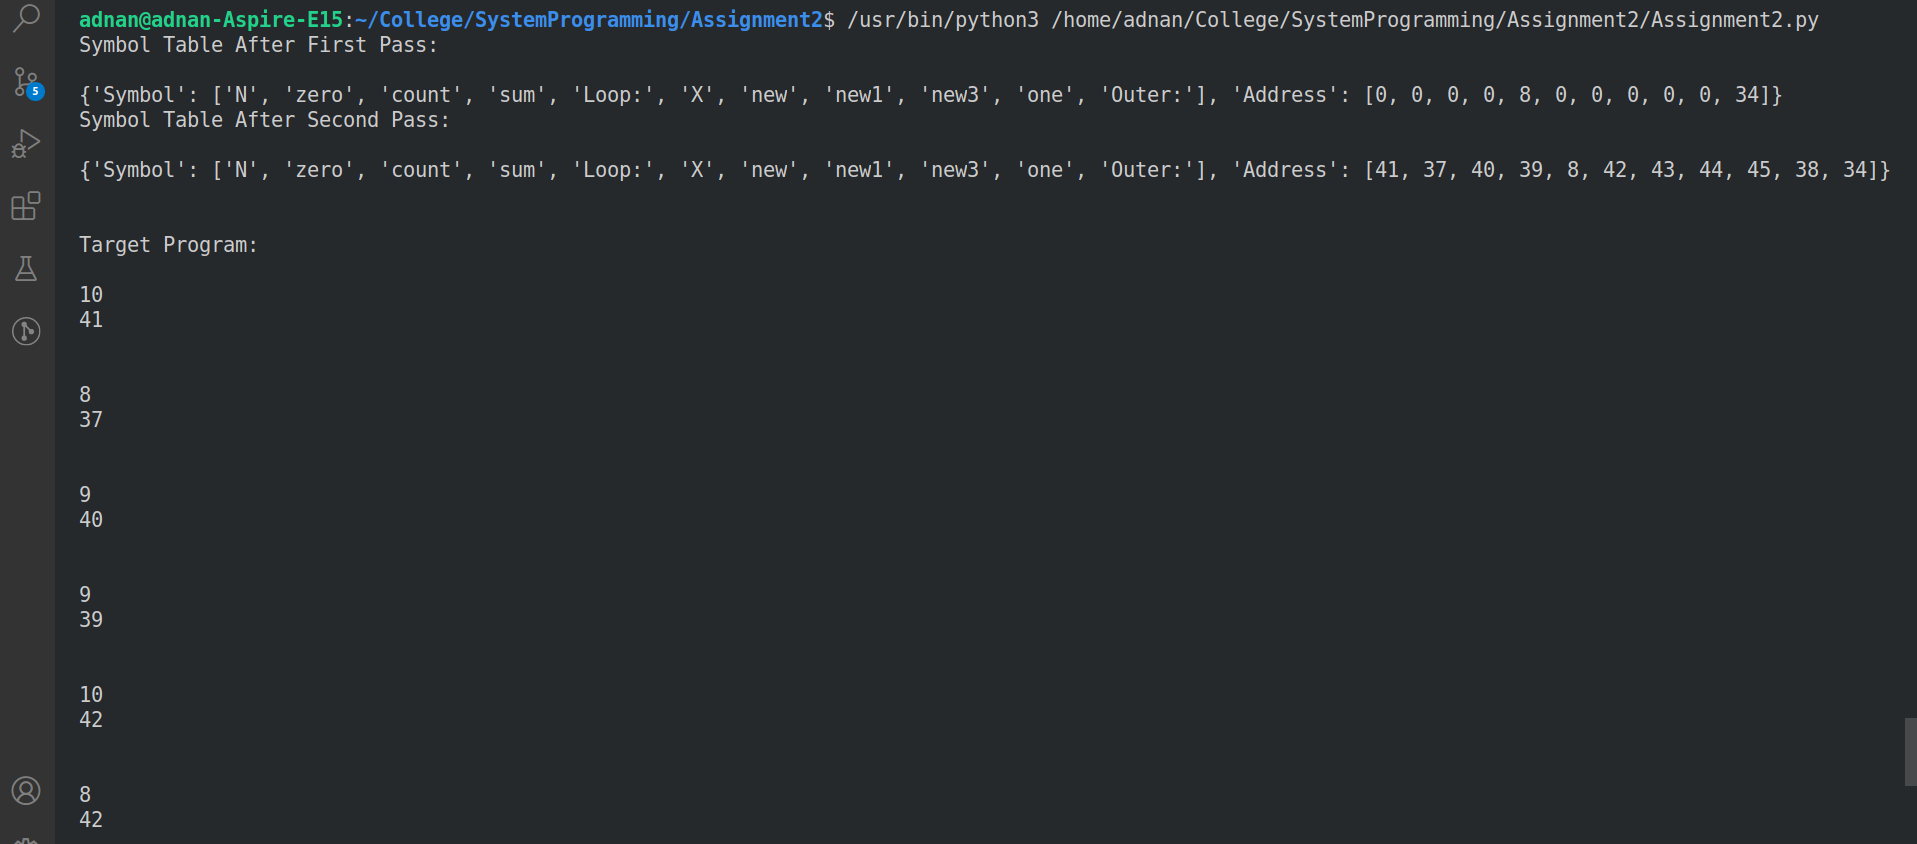 adnan@adnan-Aspire-E15:~/College/SystemProgramming/Assignment2$ /usr/bin/python3 /home/adnan/College/SystemProgramming/Assignment2/Assignment2.py
Symbol Table After First Pass:
{'Symbol': ['N', 'zero', 'count', 'sum', 'Loop:', 'X', 'new', 'new1', 'new3', 'one', 'Outer:'], 'Address': [0, 0, 0, 0, 8, 0, 0, 0, 0, 0, 34]}
Symbol Table After Second Pass:
{'Symbol': ['N', 'zero', 'count', 'sum', 'Loop:', 'X', 'new', 'new1', 'new3', 'one', 'Outer:'], 'Address': [41, 37, 40, 39, 8, 42, 43, 44, 45, 38, 34]}
Target Program:
10
41
8
37
9
40
9
39
10
42
8
42
5